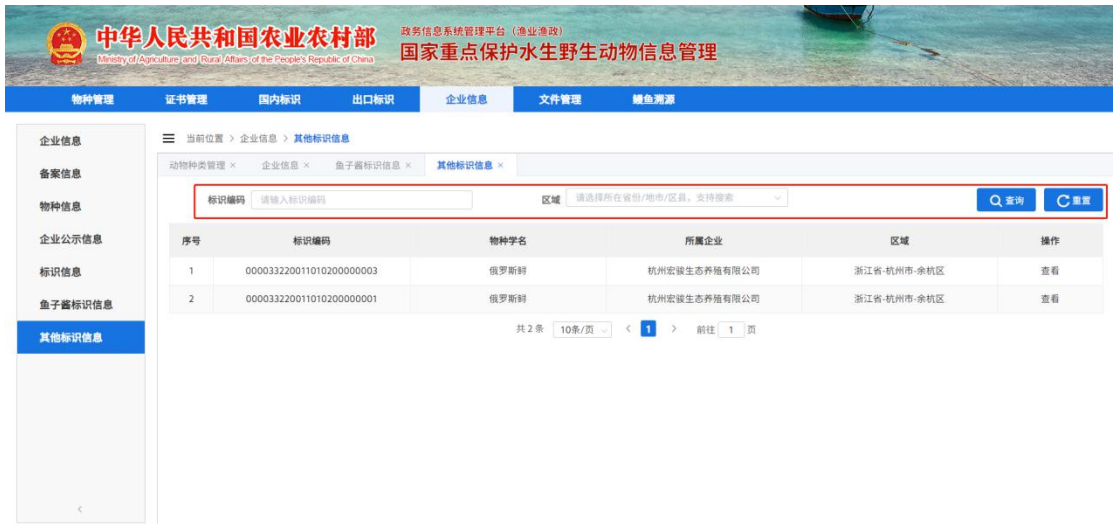 中华人民共和国农业农村部
Ministry of Agriculture and Rural Affairs of the People's Republic of China
政务信息系统管理平台（渔业渔政）
国家重点保护水生野生动物信息管理
物种管理 证书管理 国内标识 出口标识 企业信息 文件管理 鳗鱼溯源
企业信息
备案信息
物种信息
企业公示信息
标识信息
鱼子酱标识信息
其他标识信息
当前位置 > 企业信息 > 其他标识信息
动物种类管理 × 企业信息 × 鱼子酱标识信息 × 其他标识信息 ×
标识编码 请输入标识编码 区域 请选择所在省份/地市/区县，支持搜索 查询 重置
序号 标识编码 物种学名 所属企业 区域 操作
1 0000332200110102000000003 俄罗斯鲟 杭州宏骏生态养殖有限公司 浙江省-杭州市-余杭区 查看
2 0000332200110102000000001 俄罗斯鲟 杭州宏骏生态养殖有限公司 浙江省-杭州市-余杭区 查看
共 2 条 10条/页 < 1 > 前往 1 页